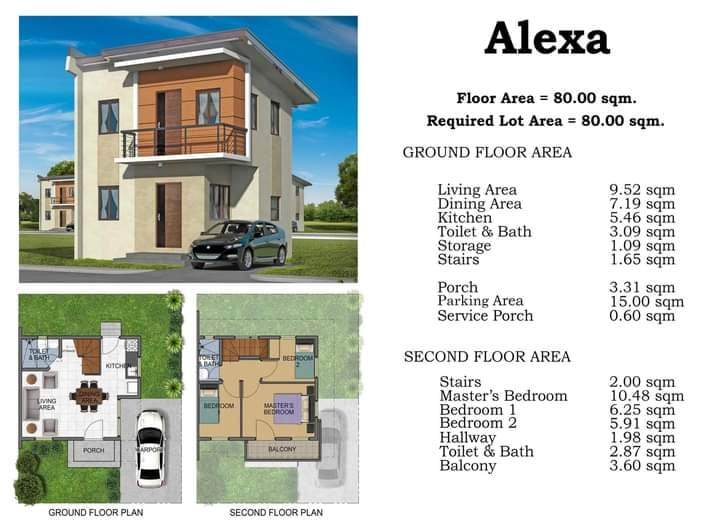 Alexa
Floor Area = 80.00 sqm.
Required Lot Area = 80.00 sqm.
GROUND FLOOR AREA
Living Area 9.52 sqm
Dining Area 7.19 sqm
Kitchen 5.46 sqm
Toilet & Bath 3.09 sqm
Storage 1.09 sqm
Stairs 1.65 sqm
Porch 3.31 sqm
Parking Area 15.00 sqm
Service Porch 0.60 sqm
SECOND FLOOR AREA
Stairs 2.00 sqm
Master's Bedroom 10.48 sqm
Bedroom 1 6.25 sqm
Bedroom 2 5.91 sqm
Hallway 1.98 sqm
Toilet & Bath 2.87 sqm
Balcony 3.60 sqm
TOILET
& BATH
KITCHEN
LIVING
AREA
DINING
AREA
PORCH
CARPORT
GROUND FLOOR PLAN
TOILET
& BATH
BEDROOM
2
BEDROOM
MASTER'S
BEDROOM
BALCONY
SECOND FLOOR PLAN